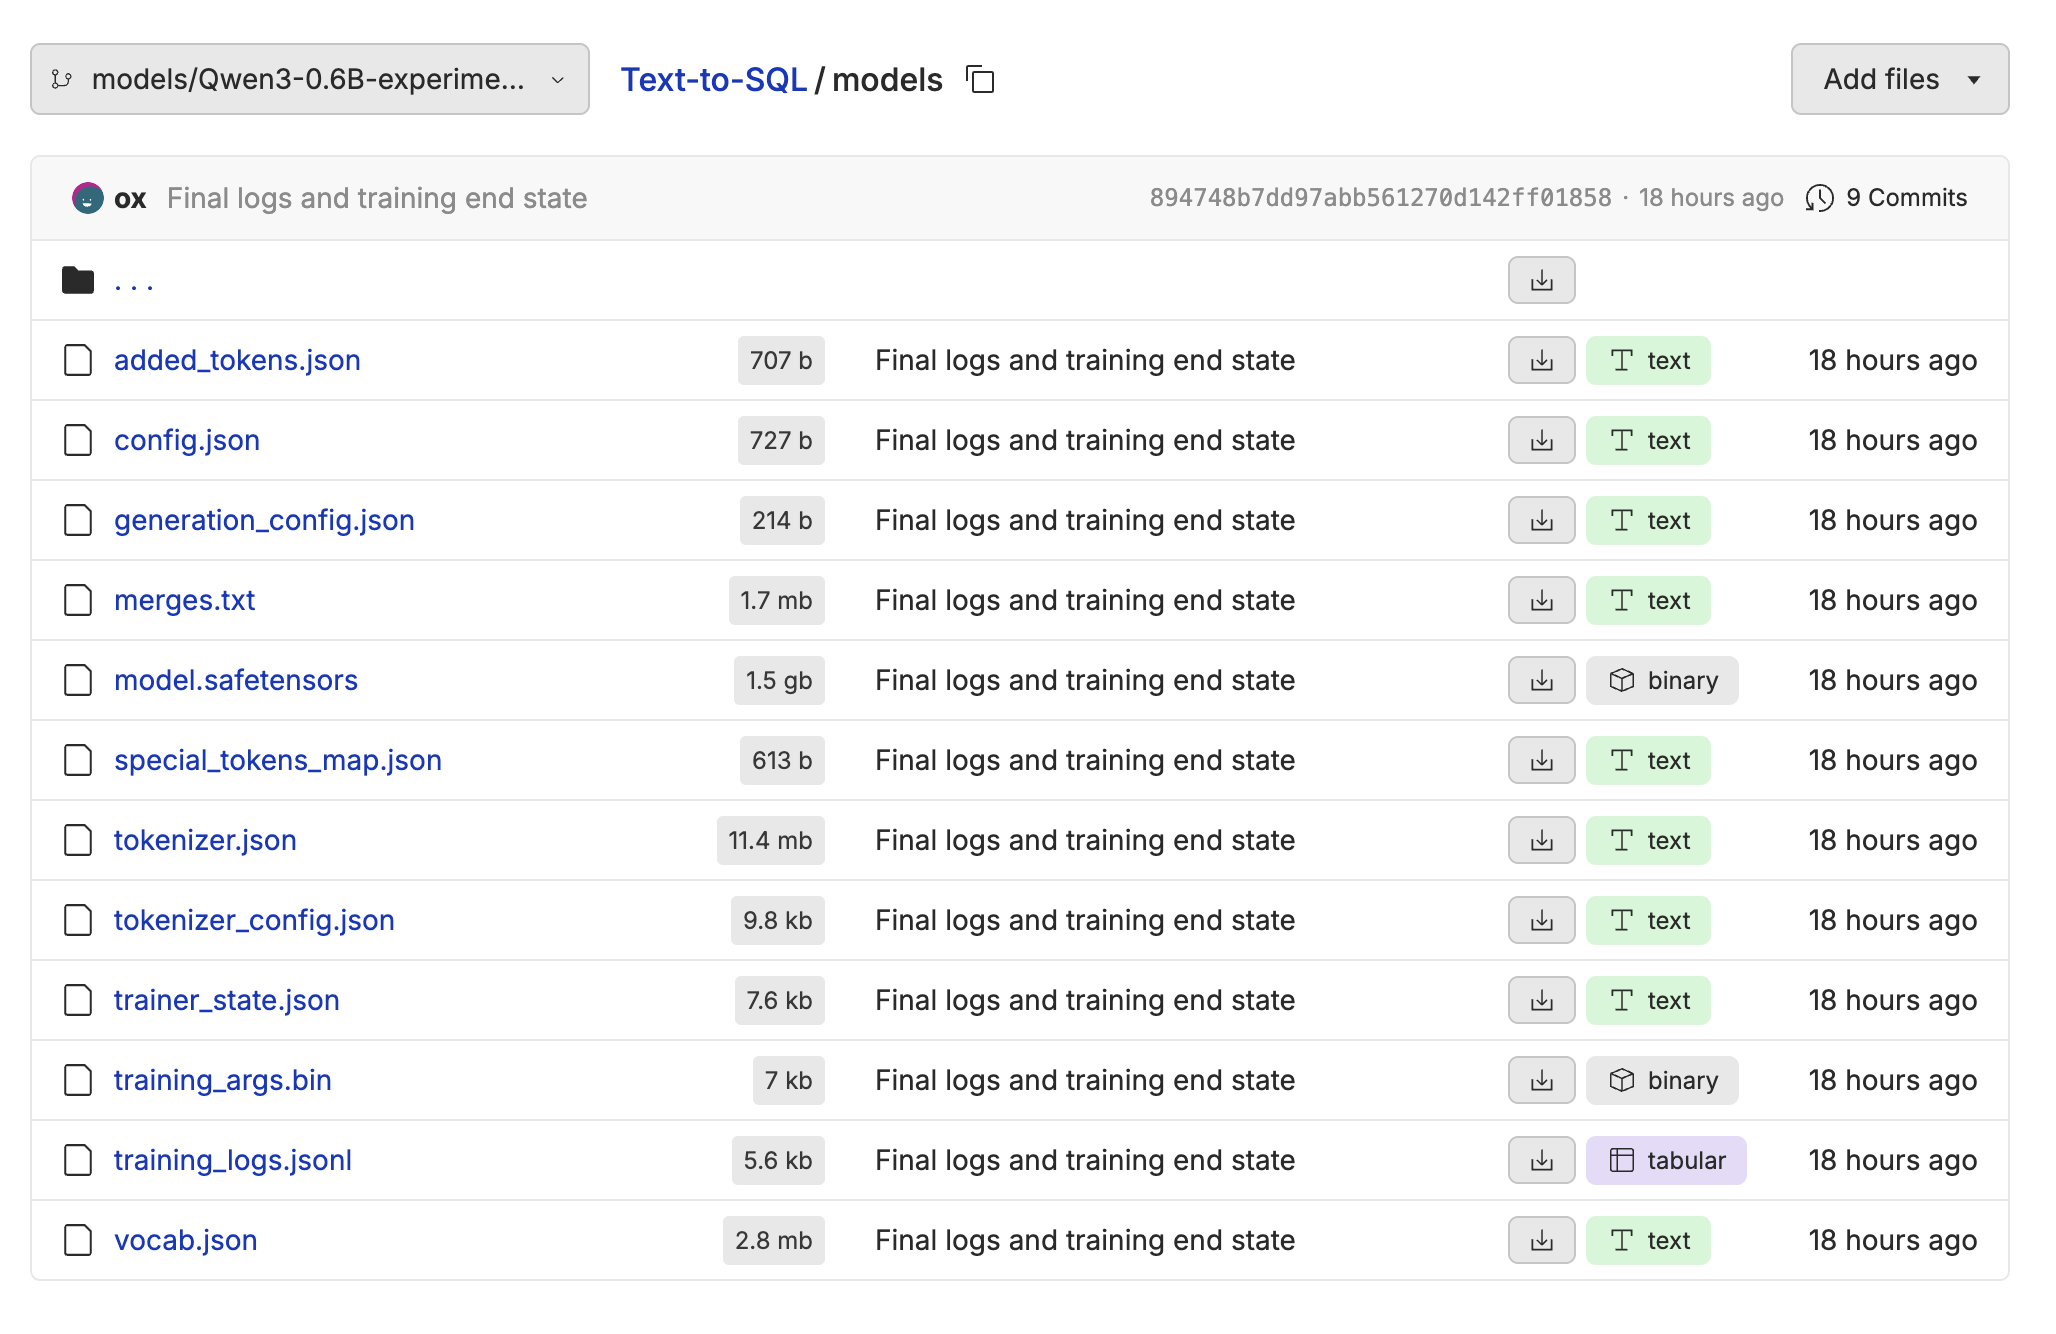 models/Qwen3-0.6B-experime... Text-to-SQL / models Add files
ox Final logs and training end state 894748b7dd97abb561270d142ff01858 · 18 hours ago 9 Commits
...
added_tokens.json 707 b Final logs and training end state text 18 hours ago
config.json 727 b Final logs and training end state text 18 hours ago
generation_config.json 214 b Final logs and training end state text 18 hours ago
merges.txt 1.7 mb Final logs and training end state text 18 hours ago
model.safetensors 1.5 gb Final logs and training end state binary 18 hours ago
special_tokens_map.json 613 b Final logs and training end state text 18 hours ago
tokenizer.json 11.4 mb Final logs and training end state text 18 hours ago
tokenizer_config.json 9.8 kb Final logs and training end state text 18 hours ago
trainer_state.json 7.6 kb Final logs and training end state text 18 hours ago
training_args.bin 7 kb Final logs and training end state binary 18 hours ago
training_logs.jsonl 5.6 kb Final logs and training end state tabular 18 hours ago
vocab.json 2.8 mb Final logs and training end state text 18 hours ago